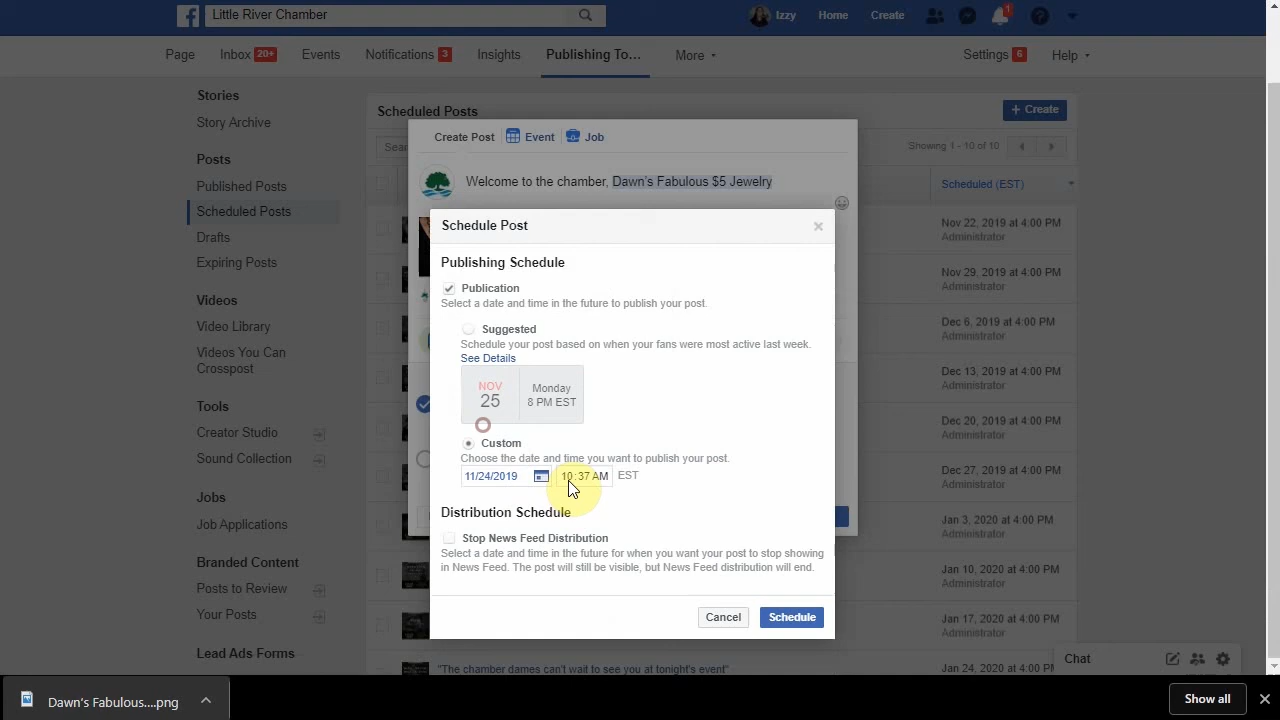 Little River Chamber
Izzy
Home
Create
1
Page
Inbox 20+
Events
Notifications 3
Insights
Publishing To...
More
Settings 6
Help
Stories
Story Archive
Posts
Published Posts
Scheduled Posts
Drafts
Expiring Posts
Videos
Video Library
Videos You Can
Crosspost
Tools
Creator Studio
Sound Collection
Jobs
Job Applications
Branded Content
Posts to Review
Your Posts
Lead Ads Forms
Scheduled Posts
+ Create
Sear
Showing 1 - 10 of 10
Scheduled (EST)
Create Post
Event
Job
Welcome to the chamber, Dawn's Fabulous $5 Jewelry
Schedule Post
Publishing Schedule
Publication
Select a date and time in the future to publish your post.
Suggested
Schedule your post based on when your fans were most active last week.
See Details
NOV
25
Monday
8 PM EST
Custom
Choose the date and time you want to publish your post.
11/24/2019
10:37 AM
EST
Distribution Schedule
Stop News Feed Distribution
Select a date and time in the future for when you want your post to stop showing
in News Feed. The post will still be visible, but News Feed distribution will end.
Cancel
Schedule
Nov 22, 2019 at 4:00 PM
Administrator
Nov 29, 2019 at 4:00 PM
Administrator
Dec 6, 2019 at 4:00 PM
Administrator
Dec 13, 2019 at 4:00 PM
Administrator
Dec 20, 2019 at 4:00 PM
Administrator
Dec 27, 2019 at 4:00 PM
Administrator
Jan 3, 2020 at 4:00 PM
Administrator
Jan 10, 2020 at 4:00 PM
Administrator
Jan 17, 2020 at 4:00 PM
Administrator
"The chamber dames can't wait to see you at tonight's event"
Jan 24, 2020 at 4:00 PM
Chat
Dawn's Fabulous....png
Show all